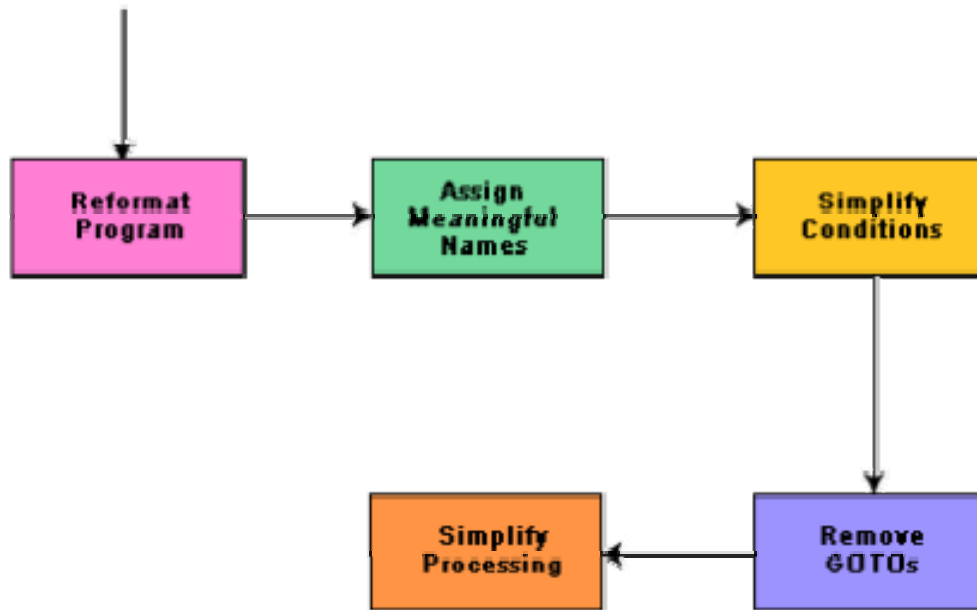 Reformat
Program
Assign
Meaningful
Names
Simplify
Conditions
Remove
GOTOs
Simplify
Processing